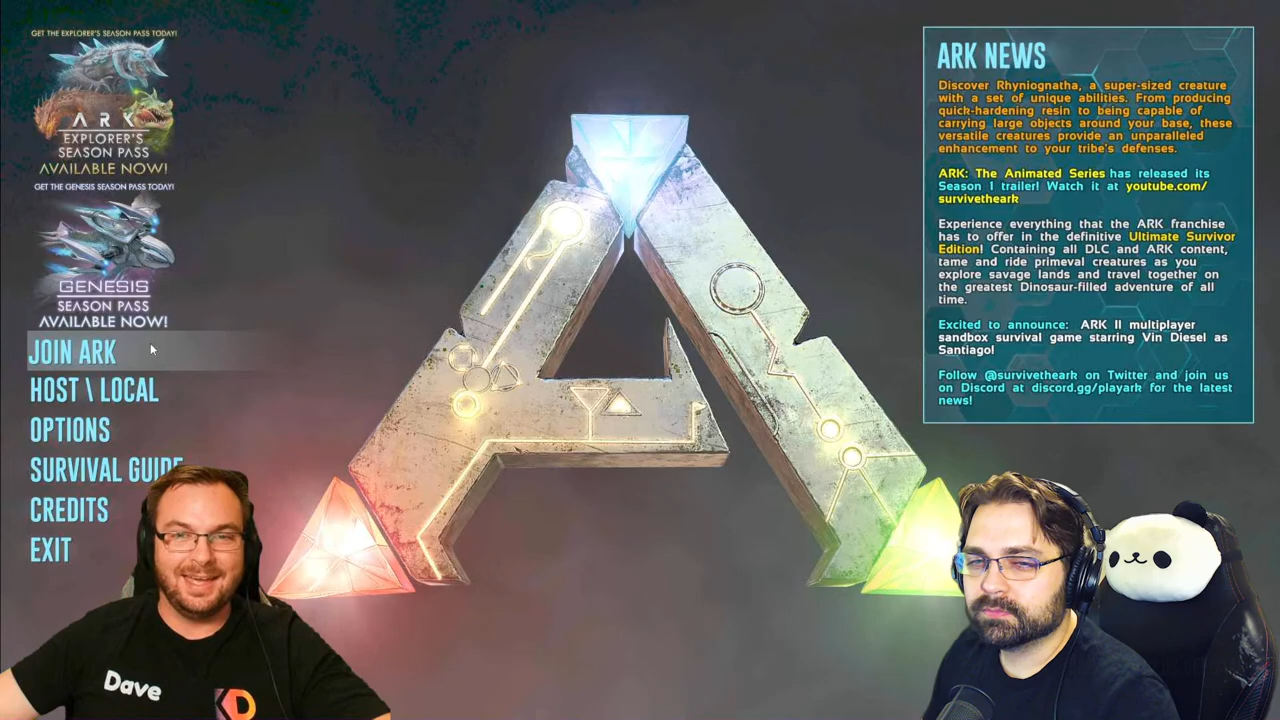 GET THE EXPLORER'S SEASON PASS TODAY!
ARK
EXPLORER'S
SEASON PASS
AVAILABLE NOW!
GET THE GENESIS SEASON PASS TODAY!
GENESIS
SEASON PASS
AVAILABLE NOW!
JOIN ARK
HOST \ LOCAL
OPTIONS
SURVIVAL GUIDE
CREDITS
EXIT
ARK NEWS
Discover Rhyniognatha, a super-sized creature
with a set of unique abilities. From producing
quick-hardening resin to being capable of
carrying large objects around your base, these
versatile creatures provide an unparalleled
enhancement to your tribe's defenses.
ARK: The Animated Series has released its
Season 1 trailer! Watch it at youtube.com/
survivetheark
Experience everything that the ARK franchise
has to offer in the definitive Ultimate Survivor
Edition! Containing all DLC and ARK content,
tame and ride primeval creatures as you
explore savage lands and travel together on
the greatest Dinosaur-filled adventure of all
time.
Excited to announce: ARK II multiplayer
sandbox survival game starring Vin Diesel as
Santiago!
Follow @survivetheark on Twitter and join us
on Discord at discord.gg/playark for the latest
news!
Dave
KD